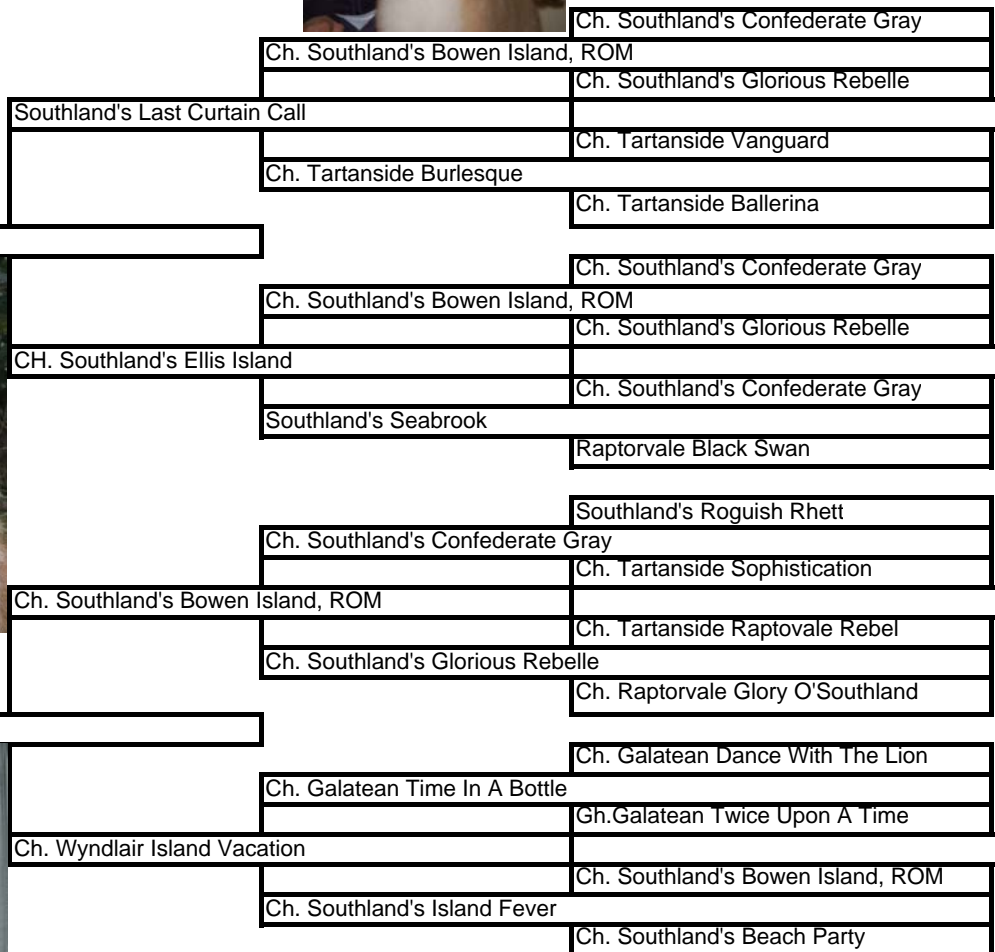 Ch. Southland's Confederate Gray
Ch. Southland's Bowen Island, ROM
Ch. Southland's Glorious Rebelle
Southland's Last Curtain Call
Ch. Tartanside Vanguard
Ch. Tartanside Burlesque
Ch. Tartanside Ballerina
Ch. Southland's Confederate Gray
Ch. Southland's Bowen Island, ROM
Ch. Southland's Glorious Rebelle
CH. Southland's Ellis Island
Ch. Southland's Confederate Gray
Southland's Seabrook
Raptorvale Black Swan
Southland's Roguish Rhett
Ch. Southland's Confederate Gray
Ch. Tartanside Sophistication
Ch. Southland's Bowen Island, ROM
Ch. Tartanside Raptovale Rebel
Ch. Southland's Glorious Rebelle
Ch. Raptorvale Glory O'Southland
Ch. Galatean Dance With The Lion
Ch. Galatean Time In A Bottle
Gh.Galatean Twice Upon A Time
Ch. Wyndlair Island Vacation
Ch. Southland's Bowen Island, ROM
Ch. Southland's Island Fever
Ch. Southland's Beach Party